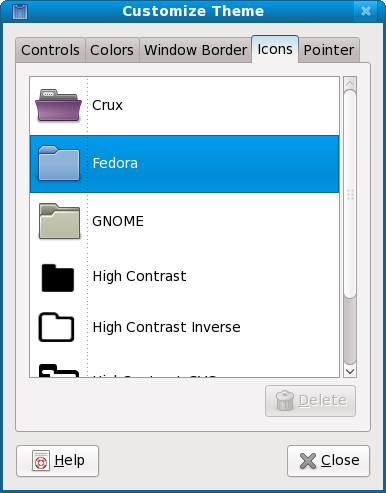 Customize Theme
Controls Colors Window Border Icons Pointer
Crux
Fedora
GNOME
High Contrast
High Contrast Inverse
Delete
Help Close